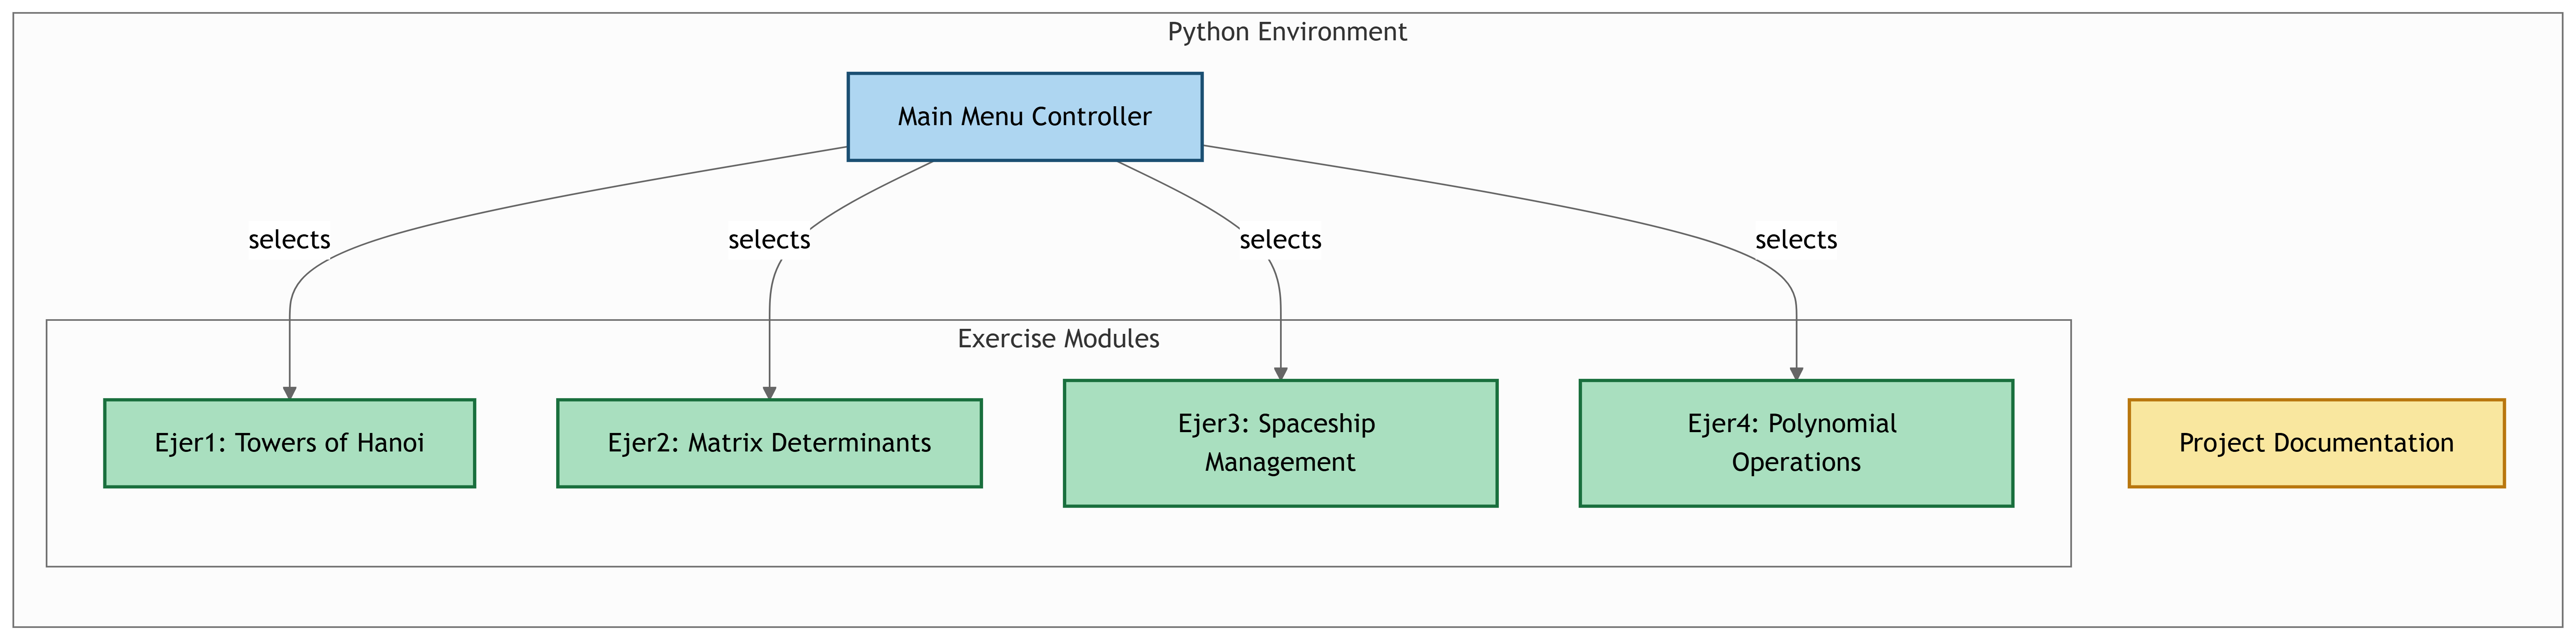 Python Environment
Main Menu Controller
selects
selects
selects
selects
Exercise Modules
Ejer1: Towers of Hanoi
Ejer2: Matrix Determinants
Ejer3: Spaceship
Management
Ejer4: Polynomial
Operations
Project Documentation